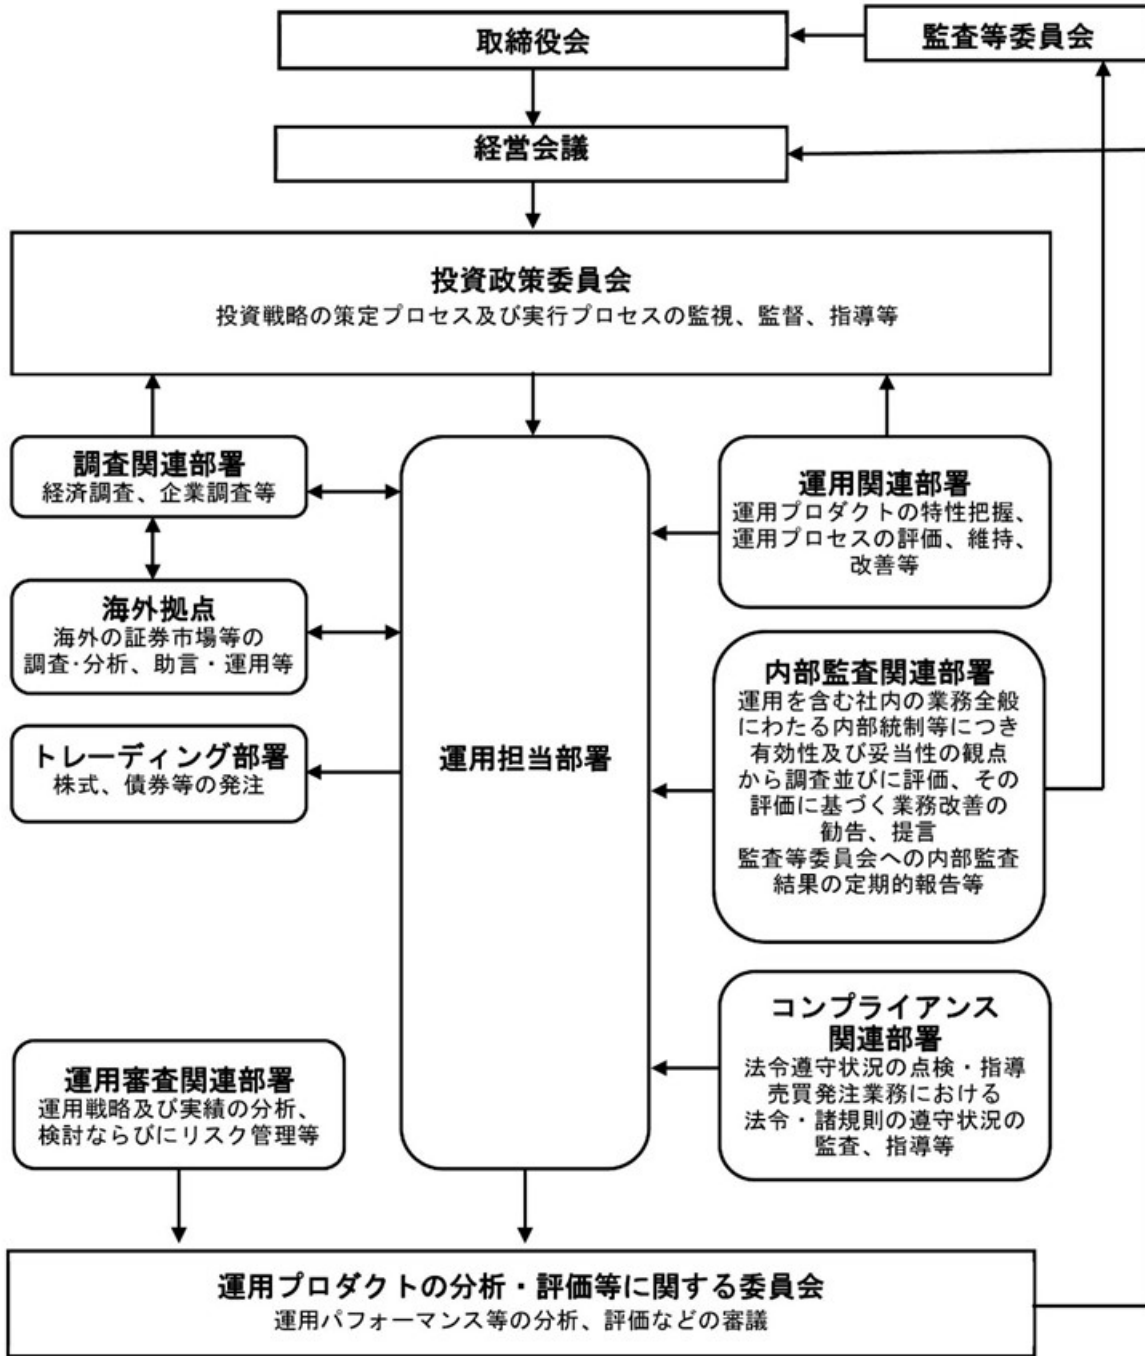 取締役会
監査等委員会
経営会議
投資政策委員会
投資戦略の策定プロセス及び実行プロセスの監視、監督、指導等
調査関連部署
経済調査、企業調査等
海外拠点
海外の証券市場等の
調査・分析、助言・運用等
トレーディング部署
株式、債券等の発注
運用審査関連部署
運用戦略及び実績の分析、
検討ならびにリスク管理等
運用担当部署
運用関連部署
運用プロダクトの特性把握、
運用プロセスの評価、維持、
改善等
内部監査関連部署
運用を含む社内の業務全般
にわたる内部統制等につき
有効性及び妥当性の観点
から調査並びに評価、その
評価に基づく業務改善の
勧告、提言
監査等委員会への内部監査
結果の定期的報告等
コンプライアンス
関連部署
法令遵守状況の点検・指導
売買発注業務における
法令・諸規則の遵守状況の
監査、指導等
運用プロダクトの分析・評価等に関する委員会
運用パフォーマンス等の分析、評価などの審議